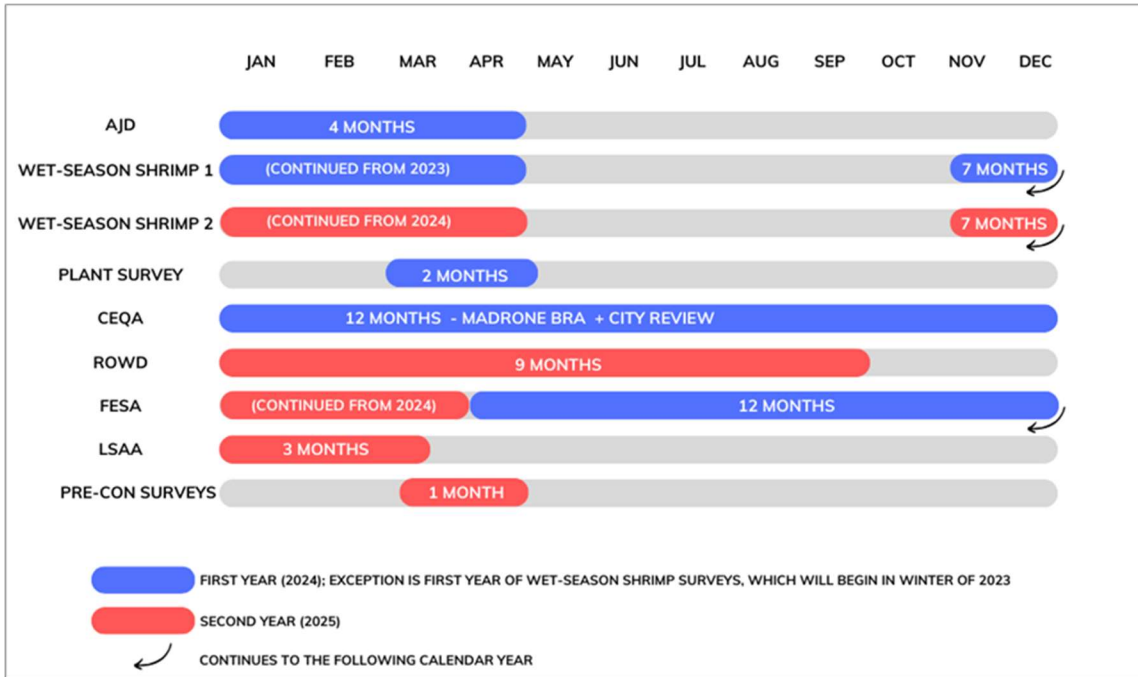 JAN FEB MAR APR MAY JUN JUL AUG SEP OCT NOV DEC
AJD 4 MONTHS
WET-SEASON SHRIMP 1 (CONTINUED FROM 2023) 7 MONTHS
WET-SEASON SHRIMP 2 (CONTINUED FROM 2024) 7 MONTHS
PLANT SURVEY 2 MONTHS
CEQA 12 MONTHS - MADRONE BRA + CITY REVIEW
ROWD 9 MONTHS
FESA (CONTINUED FROM 2024) 12 MONTHS
LSAA 3 MONTHS
PRE-CON SURVEYS 1 MONTH
FIRST YEAR (2024); EXCEPTION IS FIRST YEAR OF WET-SEASON SHRIMP SURVEYS, WHICH WILL BEGIN IN WINTER OF 2023
SECOND YEAR (2025)
CONTINUES TO THE FOLLOWING CALENDAR YEAR